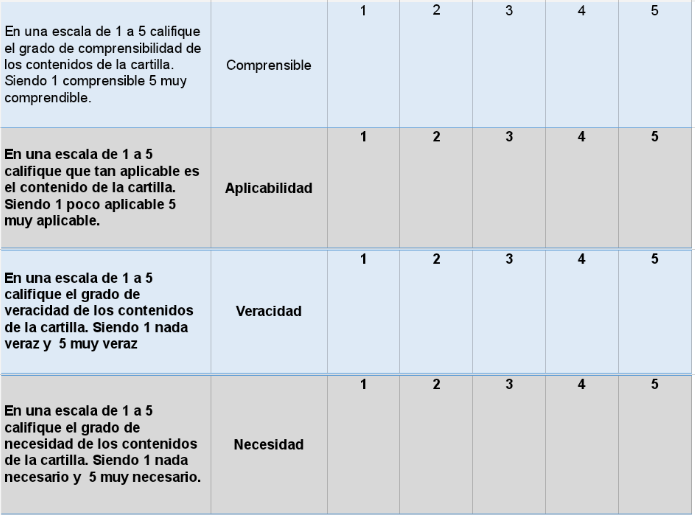 1 2 3 4 5
En una escala de 1 a 5 califique
el grado de comprensibilidad de
los contenidos de la cartilla.
Siendo 1 comprensible 5 muy
comprendible.
Comprensible
1 2 3 4 5
En una escala de 1 a 5
califique que tan aplicable es
el contenido de la cartilla.
Siendo 1 poco aplicable 5
muy aplicable.
Aplicabilidad
1 2 3 4 5
En una escala de 1 a 5
califique el grado de
veracidad de los contenidos
de la cartilla. Siendo 1 nada
veraz y 5 muy veraz
Veracidad
1 2 3 4 5
En una escala de 1 a 5
califique el grado de
necesidad de los contenidos
de la cartilla. Siendo 1 nada
necesario y 5 muy necesario.
Necesidad